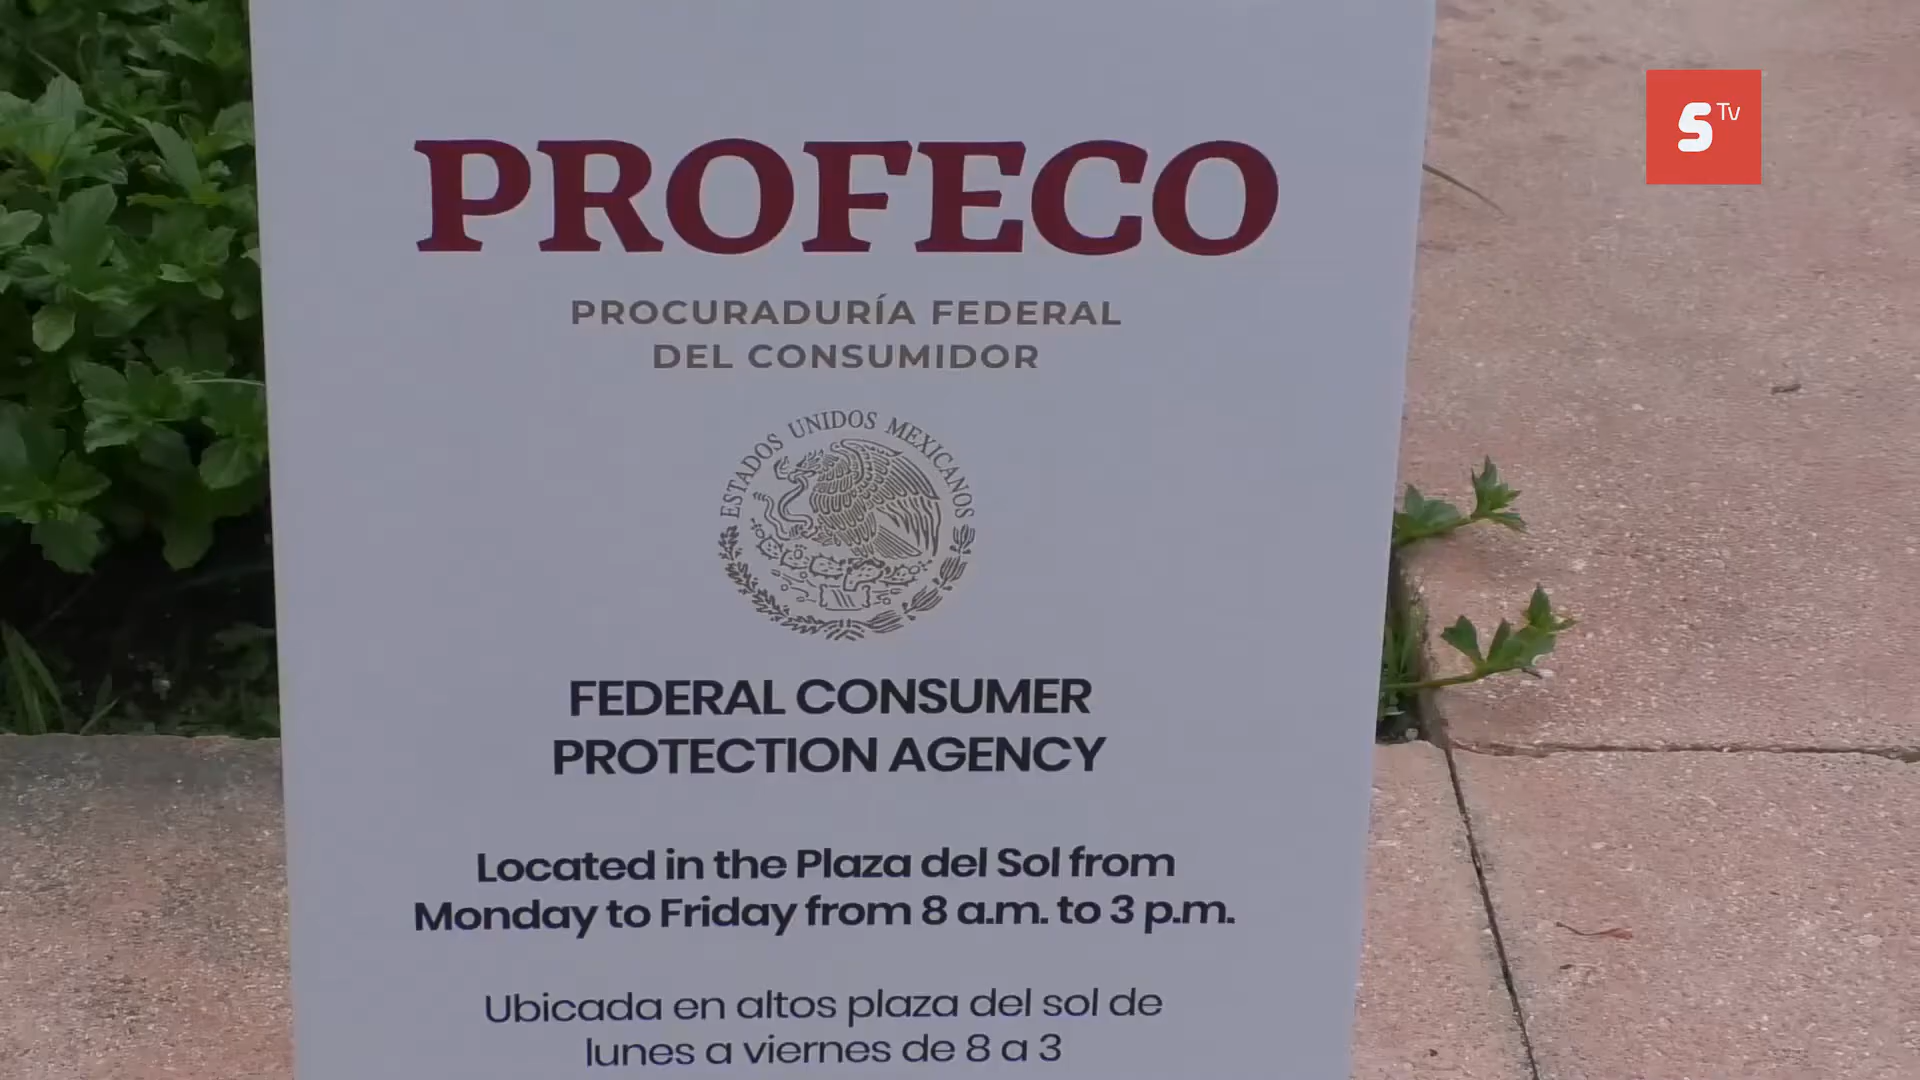 PROFECO
PROCURADURÍA FEDERAL
DEL CONSUMIDOR
ESTADOS UNIDOS MEXICANOS
FEDERAL CONSUMER
PROTECTION AGENCY
Located in the Plaza del Sol from
Monday to Friday from 8 a.m. to 3 p.m.
Ubicada en altos plaza del sol de
lunes a viernes de 8 a 3
S Tv